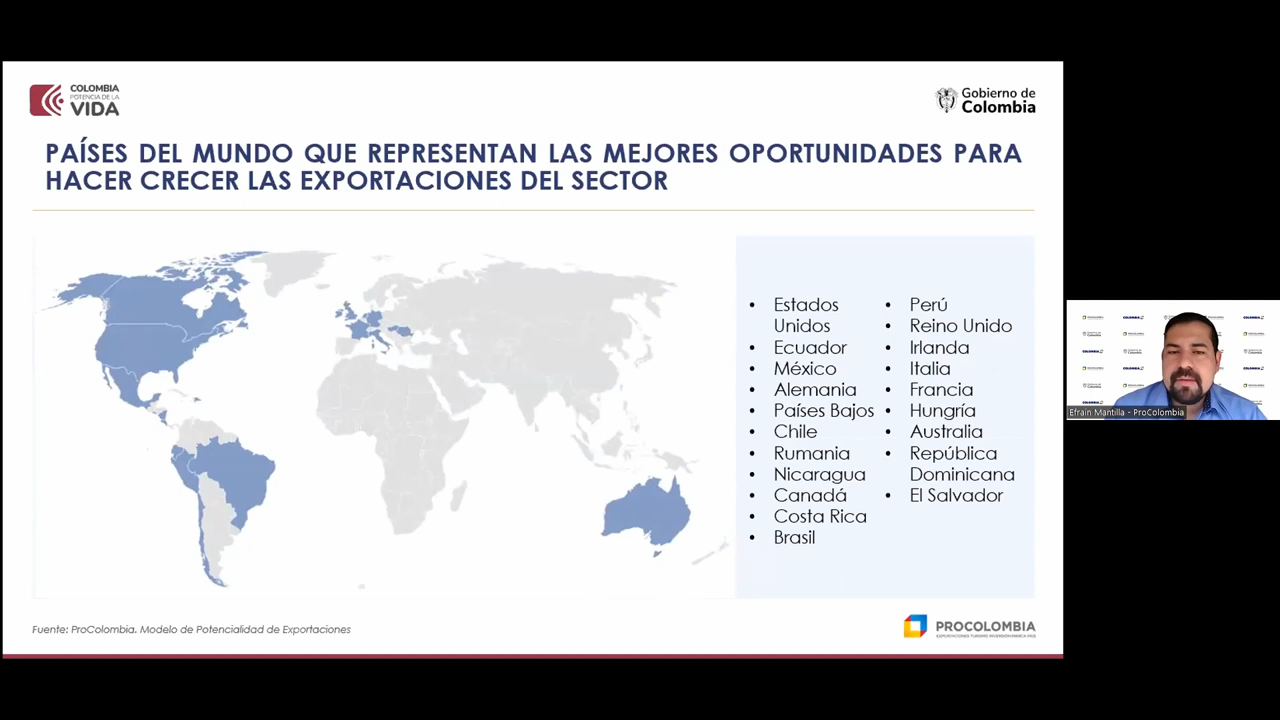 COLOMBIA
POTENCIA DE LA
VIDA
Gobierno de
Colombia
PAÍSES DEL MUNDO QUE REPRESENTAN LAS MEJORES OPORTUNIDADES PARA
HACER CRECER LAS EXPORTACIONES DEL SECTOR
• Estados
Unidos
• Ecuador
• México
• Alemania
• Países Bajos
• Chile
• Rumania
• Nicaragua
• Canadá
• Costa Rica
• Brasil
• Perú
• Reino Unido
• Irlanda
• Italia
• Francia
• Hungría
• Australia
• República
Dominicana
• El Salvador
Efraín Mantilla - ProColombia
Fuente: ProColombia. Modelo de Potencialidad de Exportaciones
PROCOLOMBIA
EXPORTACIONES TURISMO INVERSIÓN MARCA PAÍS